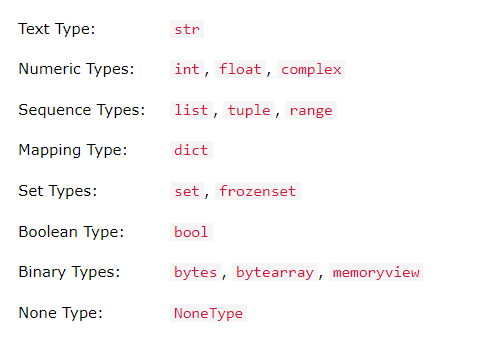 Text Type: str
Numeric Types: int, float, complex
Sequence Types: list, tuple, range
Mapping Type: dict
Set Types: set, frozenset
Boolean Type: bool
Binary Types: bytes, bytearray, memoryview
None Type: NoneType